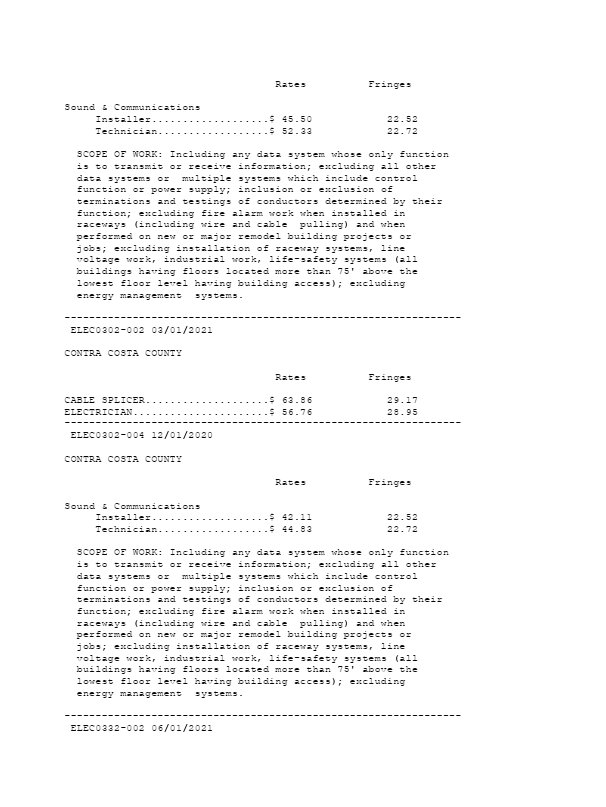 Rates          Fringes
Sound & Communications
     Installer...................$ 45.50            22.52
     Technician..................$ 52.33            22.72
  SCOPE OF WORK: Including any data system whose only function
  is to transmit or receive information; excluding all other
  data systems or  multiple systems which include control
  function or power supply; inclusion or exclusion of
  terminations and testings of conductors determined by their
  function; excluding fire alarm work when installed in
  raceways (including wire and cable  pulling) and when
  performed on new or major remodel building projects or
  jobs; excluding installation of raceway systems, line
  voltage work, industrial work, life-safety systems (all
  buildings having floors located more than 75' above the
  lowest floor level having building access); excluding
  energy management  systems.
----------------------------------------------------------------
 ELEC0302-002 03/01/2021
CONTRA COSTA COUNTY
Rates          Fringes
CABLE SPLICER....................$ 63.86            29.17
ELECTRICIAN......................$ 56.76            28.95
----------------------------------------------------------------
 ELEC0302-004 12/01/2020
CONTRA COSTA COUNTY
Rates          Fringes
Sound & Communications
     Installer...................$ 42.11            22.52
     Technician..................$ 44.83            22.72
  SCOPE OF WORK: Including any data system whose only function
  is to transmit or receive information; excluding all other
  data systems or  multiple systems which include control
  function or power supply; inclusion or exclusion of
  terminations and testings of conductors determined by their
  function; excluding fire alarm work when installed in
  raceways (including wire and cable  pulling) and when
  performed on new or major remodel building projects or
  jobs; excluding installation of raceway systems, line
  voltage work, industrial work, life-safety systems (all
  buildings having floors located more than 75' above the
  lowest floor level having building access); excluding
  energy management  systems.
----------------------------------------------------------------
 ELEC0332-002 06/01/2021